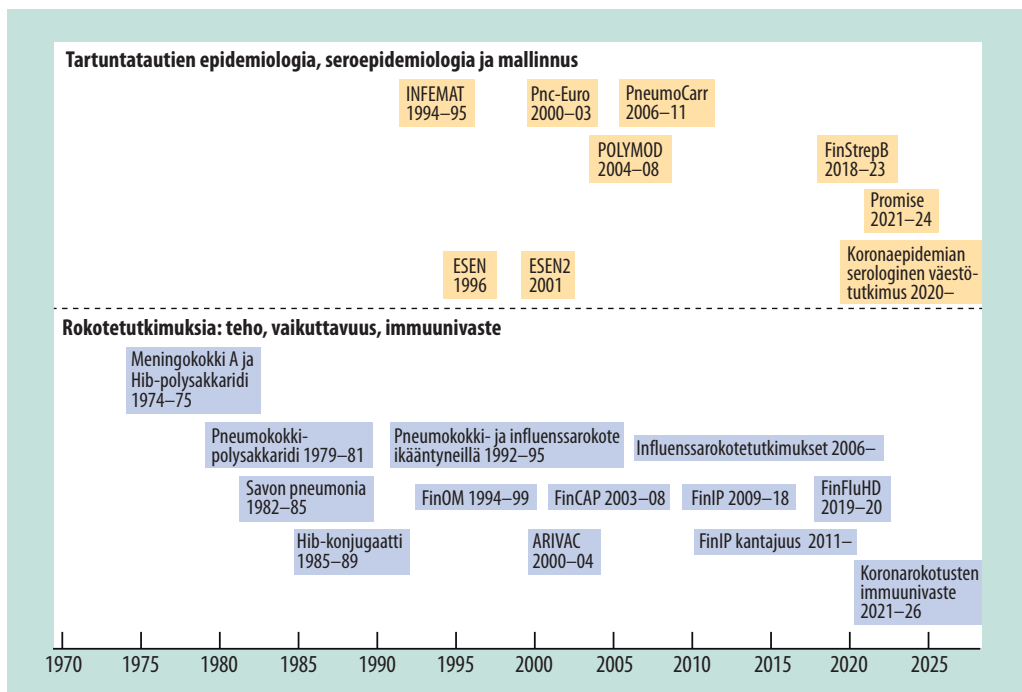 Tartuntatautien epidemiologia, seroepidemiologia ja mallinnus
INFEMAT
1994–95
Pnc-Euro
2000–03
PneumoCarr
2006–11
POLYMOD
2004–08
FinStrepB
2018–23
Promise
2021–24
ESEN
1996
ESEN2
2001
Koronaepidemian
serologinen väestö-
tutkimus 2020–
Rokotetutkimuksia: teho, vaikuttavuus, immuunivaste
Meningokokki A ja
Hib-polysakkaridi
1974–75
Pneumokokki-
polysakkaridi 1979–81
Pneumokokki- ja influenssarokote
ikääntyneillä 1992–95
Influenssarokotetutkimukset 2006–
Savon pneumonia
1982–85
FinOM 1994–99
FinCAP 2003–08
FinIP 2009–18
FinFluHD
2019–20
Hib-konjugaatti
1985–89
ARIVAC
2000–04
FinIP kantajuus 2011–
Koronarokotusten
immuunivaste
2021–26
1970 1975 1980 1985 1990 1995 2000 2005 2010 2015 2020 2025